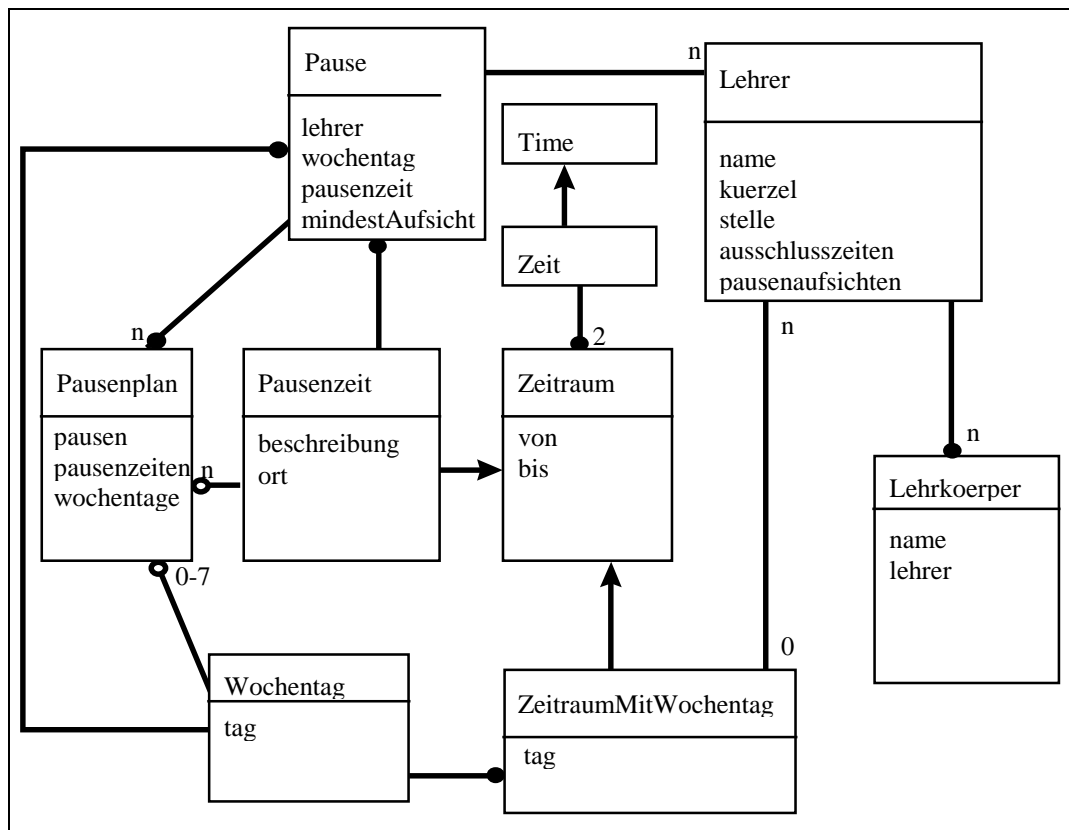 Pause
lehrer
wochentag
pausenzeit
mindestAufsicht
n
Lehrer
name
kuerzel
stelle
ausschlusszeiten
pausenaufsichten
Time
Zeit
n
2
n
Pausenplan
pausen
pausenzeiten
wochentage
n
Pausenzeit
beschreibung
ort
Zeitraum
von
bis
n
Lehrkoerper
name
lehrer
0-7
0
Wochentag
tag
ZeitraumMitWochentag
tag